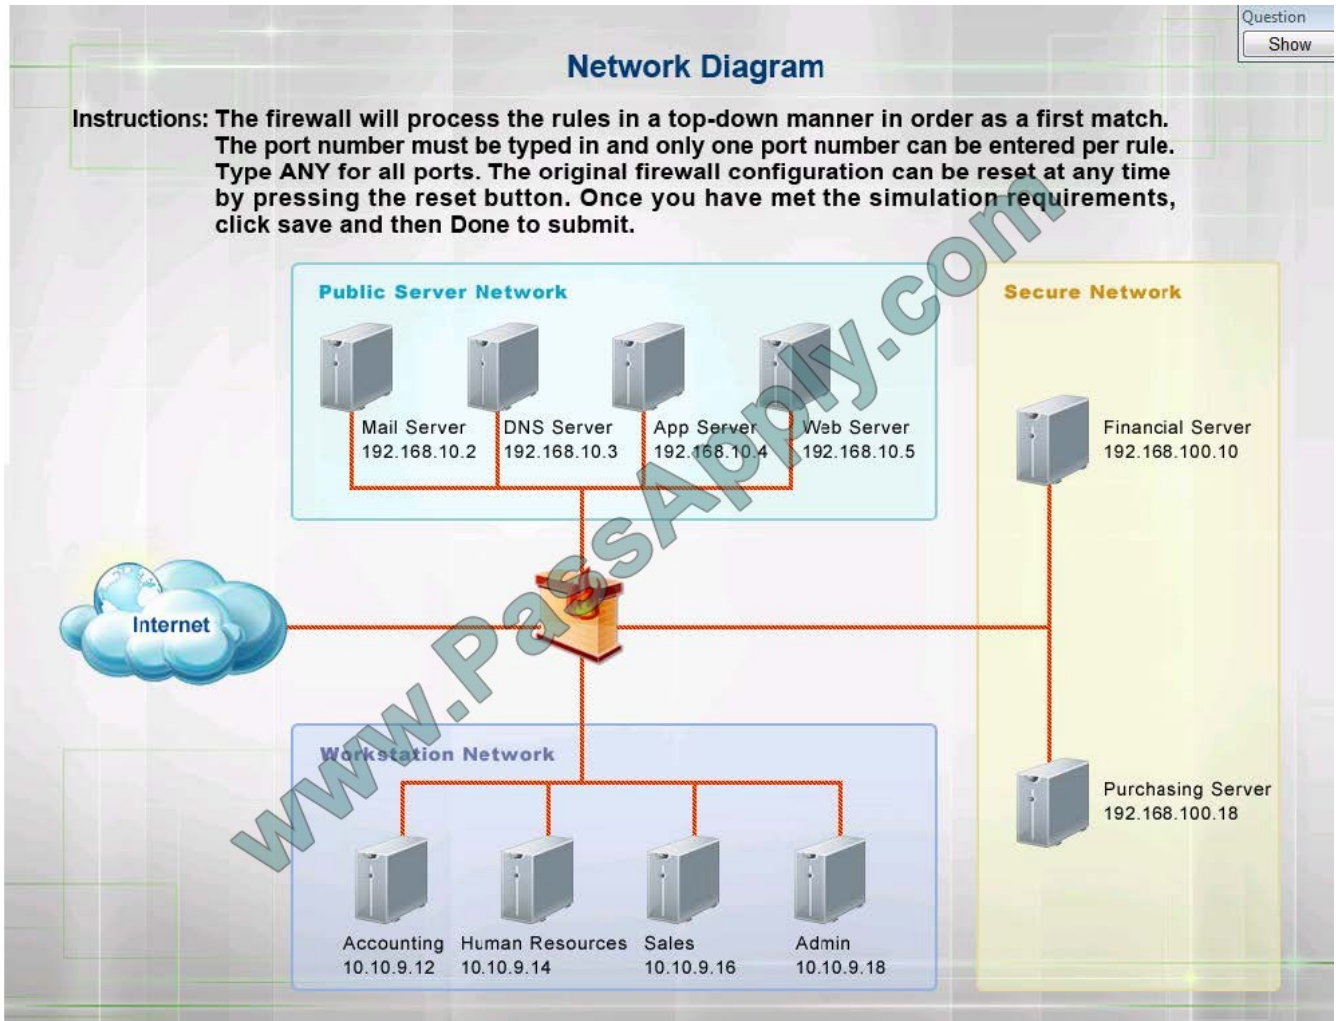 Question
Show
Network Diagram
Instructions: The firewall will process the rules in a top-down manner in order as a first match.
The port number must be typed in and only one port number can be entered per rule.
Type ANY for all ports. The original firewall configuration can be reset at any time
by pressing the reset button. Once you have met the simulation requirements,
click save and then Done to submit.
Public Server Network
Mail Server
192.168.10.2
DNS Server
192.168.10.3
App Server
192.168.10.4
Web Server
192.168.10.5
Secure Network
Financial Server
192.168.100.10
Purchasing Server
192.168.100.18
Internet
Workstation Network
Accounting
10.10.9.12
Human Resources
10.10.9.14
Sales
10.10.9.16
Admin
10.10.9.18
www.PassApply.com